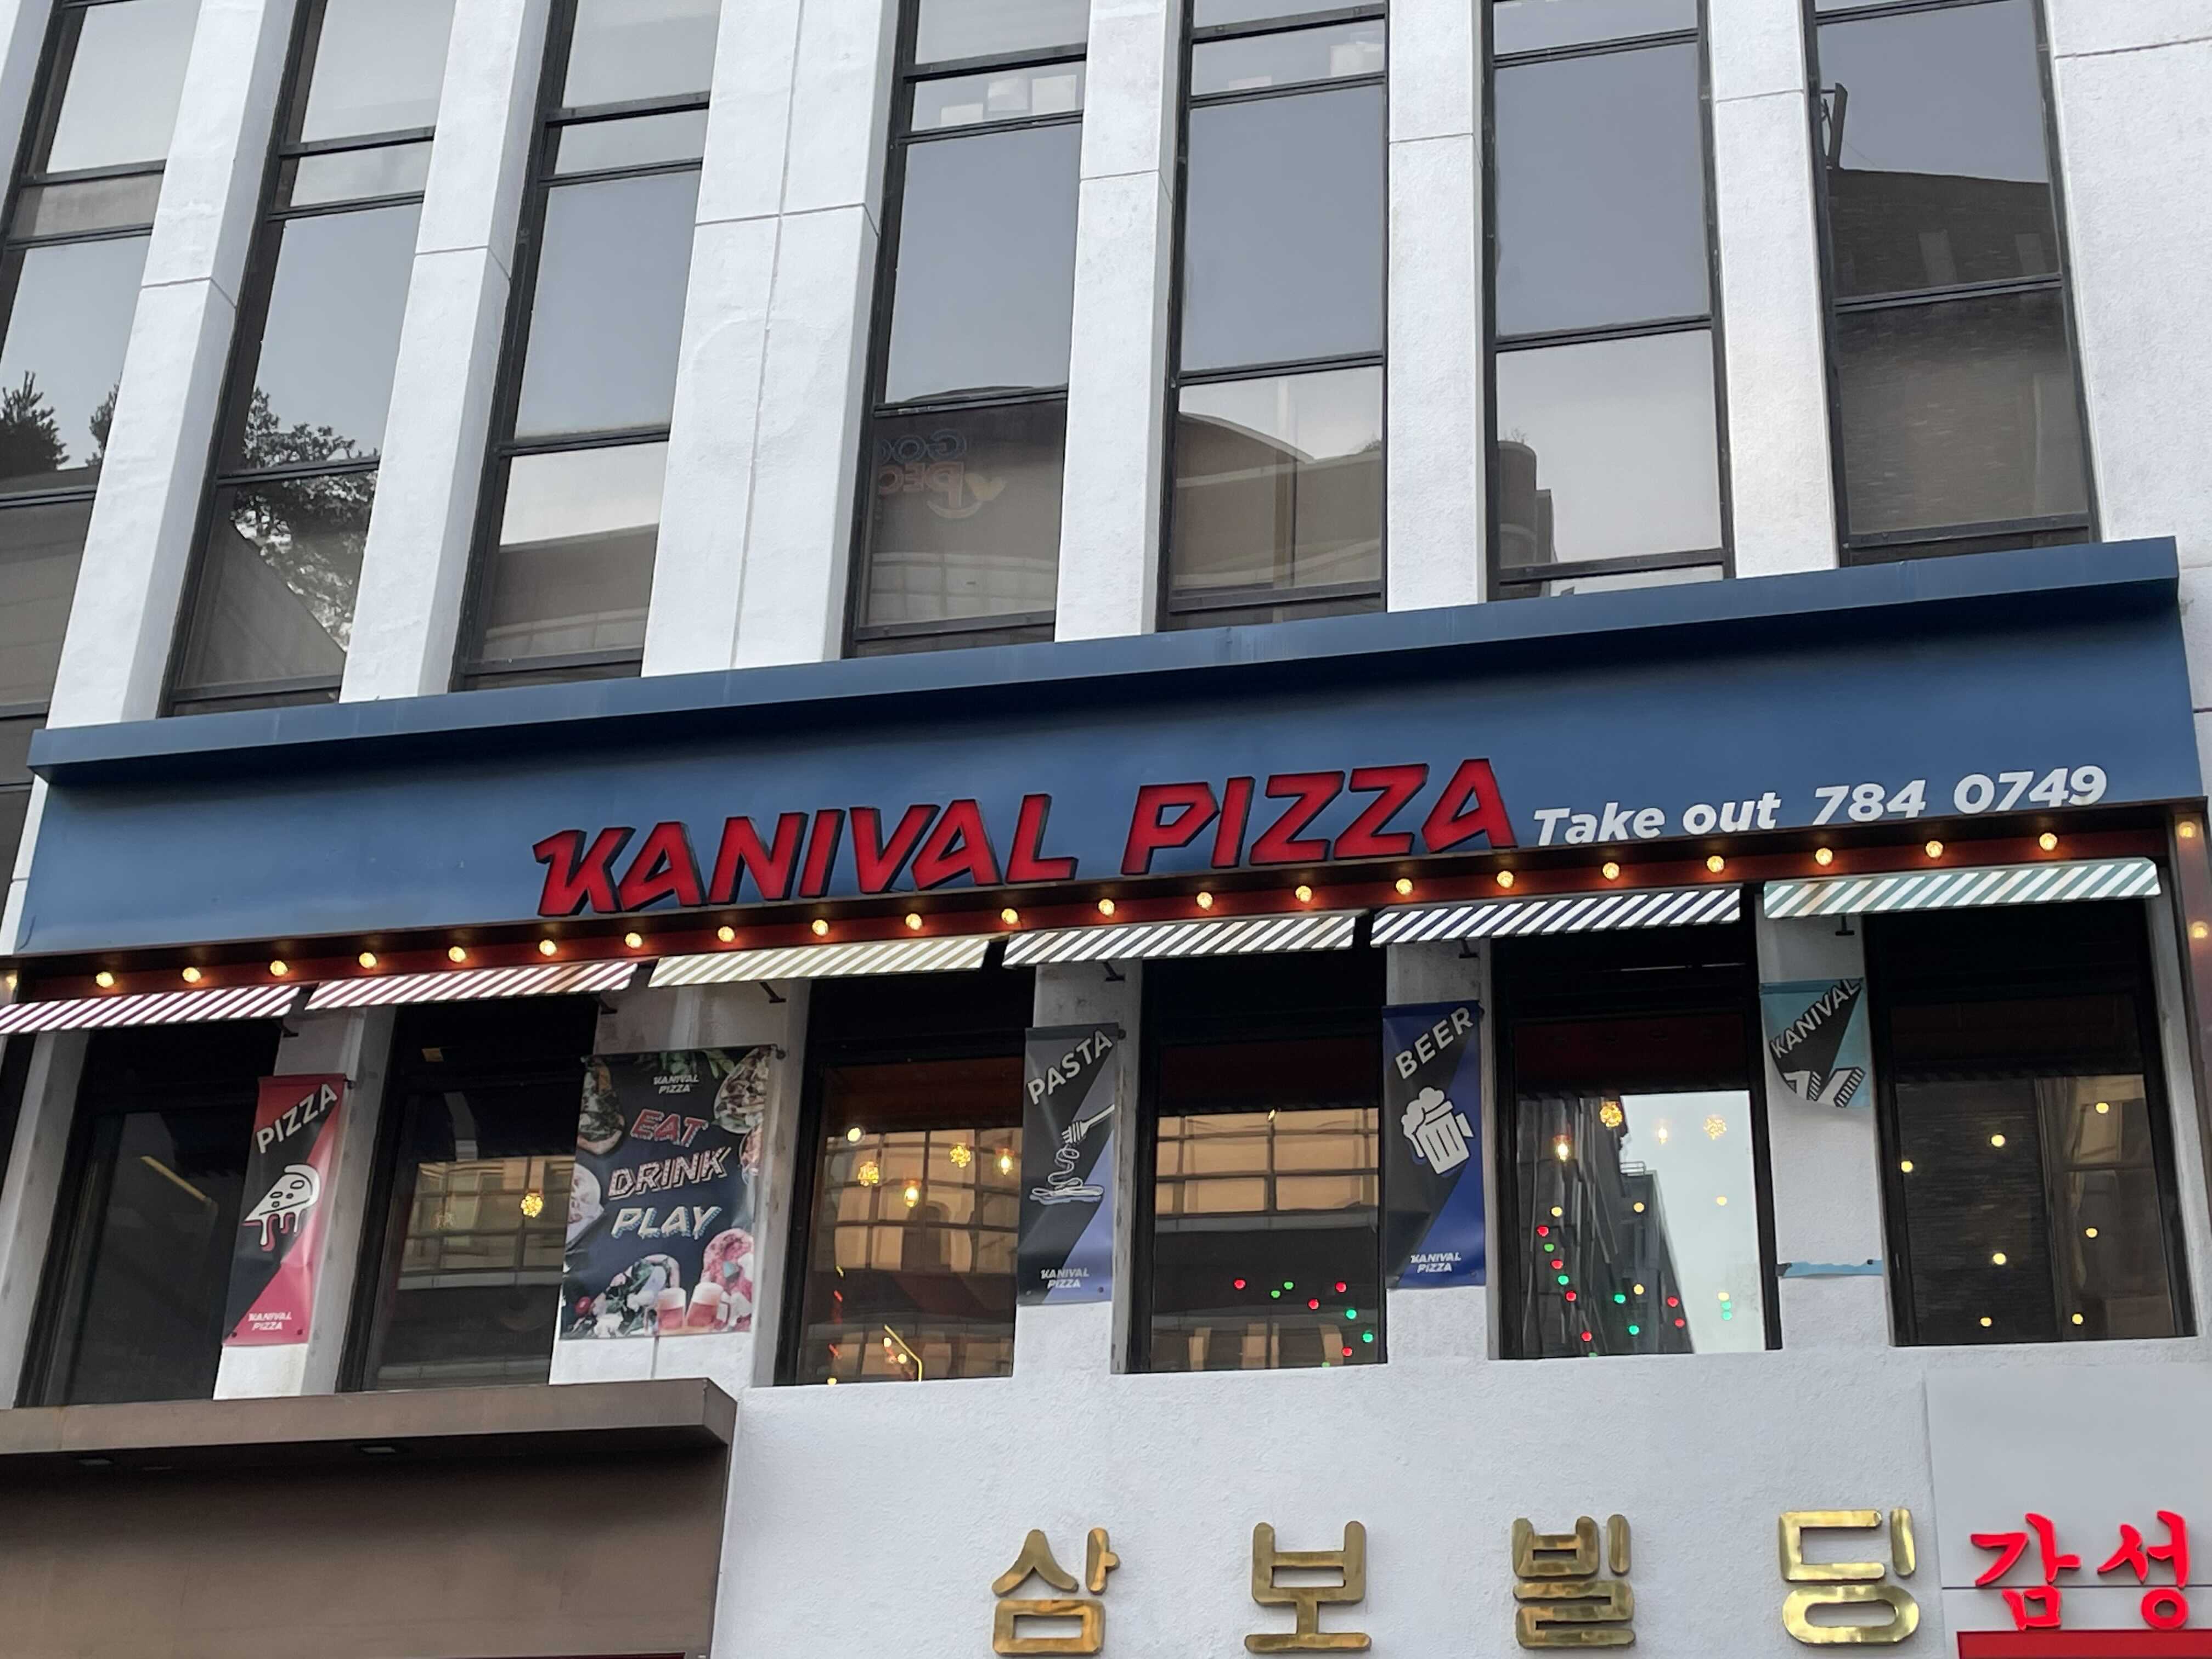 KANIVAL PIZZA Take out 784 0749
PIZZA
KANIVAL
PIZZA
KANIVAL
PIZZA
EAT
DRINK
PLAY
PASTA
KANIVAL
PIZZA
BEER
KANIVAL
PIZZA
KANIVAL
삼보빌딩
감성